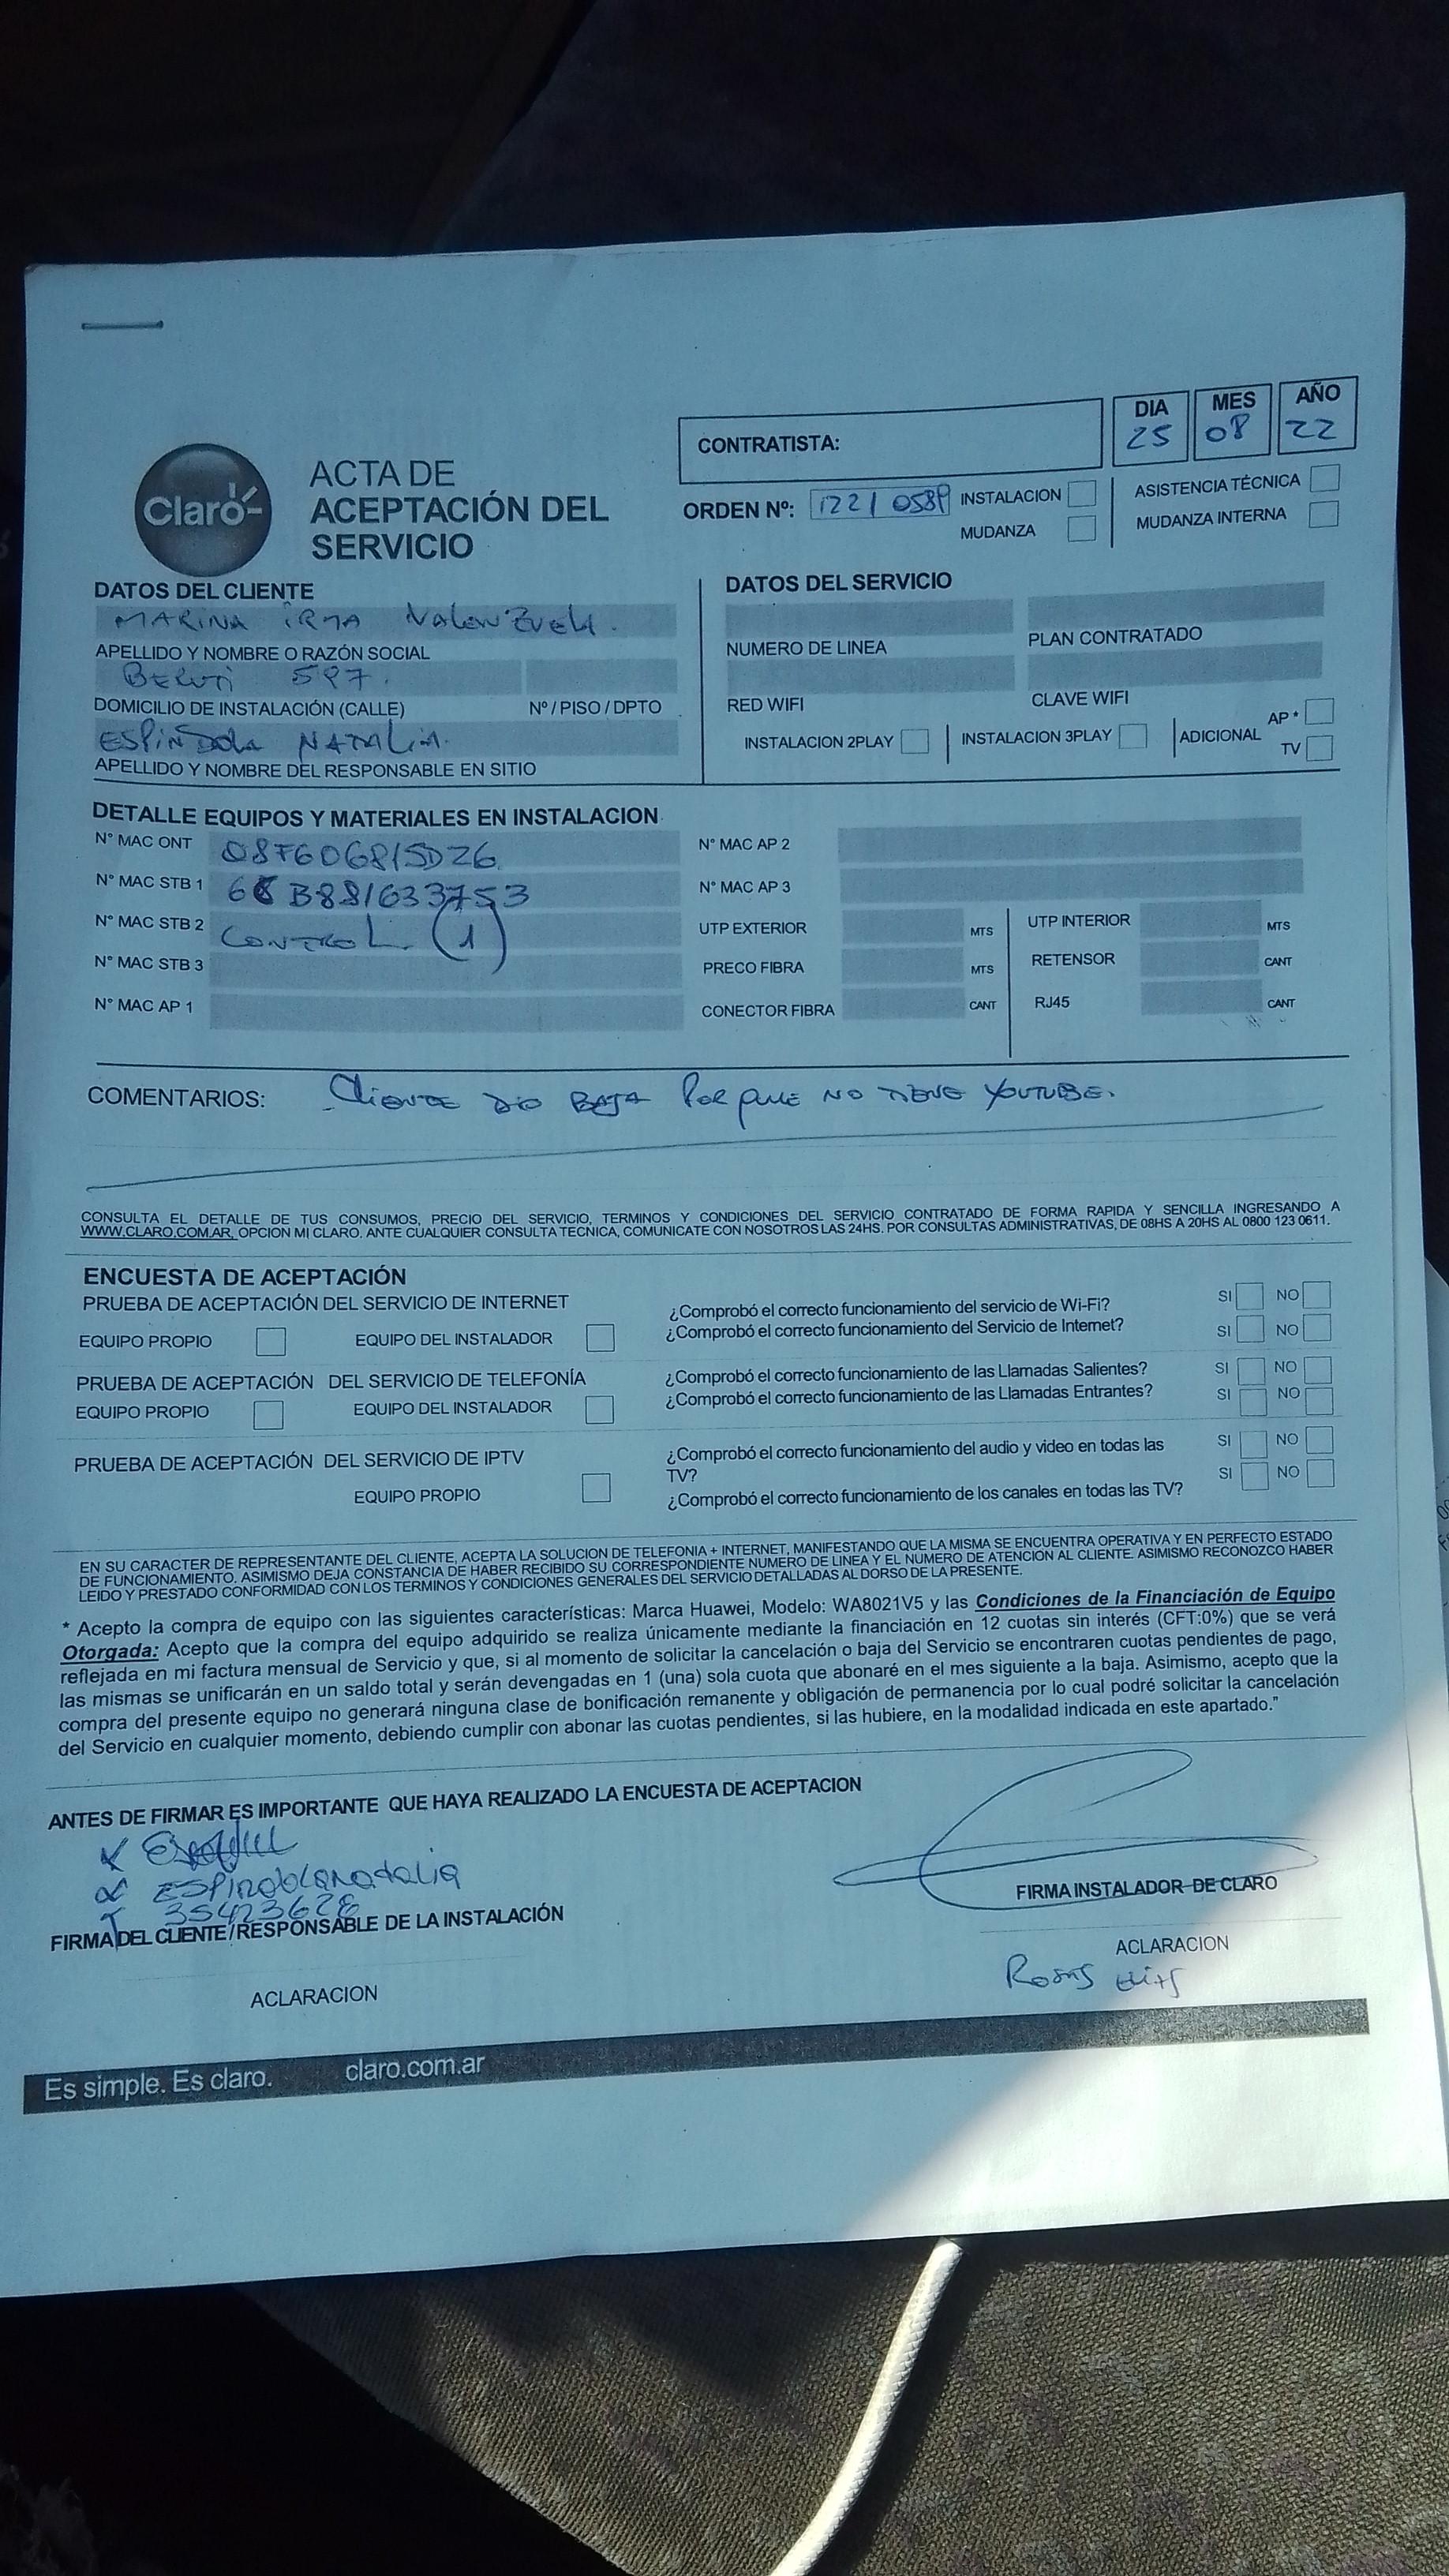 CONTRATISTA:
DIA MES AÑO
25 08 22
Claro
ACTA DE
ACEPTACIÓN DEL
SERVICIO
ORDEN Nº: 1221058P
INSTALACION
MUDANZA
ASISTENCIA TÉCNICA
MUDANZA INTERNA
DATOS DEL CLIENTE
MARINA IRMA VALENZUELA.
APELLIDO Y NOMBRE O RAZÓN SOCIAL
BERUTI 597.
DOMICILIO DE INSTALACIÓN (CALLE) Nº / PISO / DPTO
ESPINDOLA NATALIA.
APELLIDO Y NOMBRE DEL RESPONSABLE EN SITIO
DATOS DEL SERVICIO
NUMERO DE LINEA PLAN CONTRATADO
RED WIFI CLAVE WIFI
INSTALACION 2PLAY INSTALACION 3PLAY ADICIONAL AP *
TV
DETALLE EQUIPOS Y MATERIALES EN INSTALACION
N° MAC ONT 087606815D26
N° MAC STB 1 66B881633753
N° MAC STB 2 CONTROL (1)
N° MAC STB 3
N° MAC AP 1
N° MAC AP 2
N° MAC AP 3
UTP EXTERIOR MTS UTP INTERIOR MTS
PRECO FIBRA MTS RETENSOR CANT
CONECTOR FIBRA CANT RJ45 CANT
COMENTARIOS: Cliente DIO BAJA Porque NO TIENE YOUTUBE.
CONSULTA EL DETALLE DE TUS CONSUMOS, PRECIO DEL SERVICIO, TERMINOS Y CONDICIONES DEL SERVICIO CONTRATADO DE FORMA RAPIDA Y SENCILLA INGRESANDO A
WWW.CLARO.COM.AR, OPCION MI CLARO. ANTE CUALQUIER CONSULTA TECNICA, COMUNICATE CON NOSOTROS LAS 24HS. POR CONSULTAS ADMINISTRATIVAS, DE 08HS A 20HS AL 0800 123 0611.
ENCUESTA DE ACEPTACIÓN
PRUEBA DE ACEPTACIÓN DEL SERVICIO DE INTERNET
EQUIPO PROPIO EQUIPO DEL INSTALADOR
¿Comprobó el correcto funcionamiento del servicio de Wi-Fi? SI NO
¿Comprobó el correcto funcionamiento del Servicio de Internet? SI NO
PRUEBA DE ACEPTACIÓN DEL SERVICIO DE TELEFONÍA
EQUIPO PROPIO EQUIPO DEL INSTALADOR
¿Comprobó el correcto funcionamiento de las Llamadas Salientes? SI NO
¿Comprobó el correcto funcionamiento de las Llamadas Entrantes? SI NO
PRUEBA DE ACEPTACIÓN DEL SERVICIO DE IPTV
EQUIPO PROPIO
¿Comprobó el correcto funcionamiento del audio y video en todas las SI NO
TV?
¿Comprobó el correcto funcionamiento de los canales en todas las TV? SI NO
EN SU CARACTER DE REPRESENTANTE DEL CLIENTE, ACEPTA LA SOLUCION DE TELEFONIA + INTERNET, MANIFESTANDO QUE LA MISMA SE ENCUENTRA OPERATIVA Y EN PERFECTO ESTADO
DE FUNCIONAMIENTO. ASIMISMO DEJA CONSTANCIA DE HABER RECIBIDO SU CORRESPONDIENTE NUMERO DE LINEA Y EL NUMERO DE ATENCIÓN AL CLIENTE. ASIMISMO RECONOZCO HABER
LEIDO Y PRESTADO CONFORMIDAD CON LOS TERMINOS Y CONDICIONES GENERALES DEL SERVICIO DETALLADAS AL DORSO DE LA PRESENTE.
* Acepto la compra de equipo con las siguientes características: Marca Huawei, Modelo: WA8021V5 y las Condiciones de la Financiación de Equipo
Otorgada: Acepto que la compra del equipo adquirido se realiza únicamente mediante la financiación en 12 cuotas sin interés (CFT:0%) que se verá
reflejada en mi factura mensual de Servicio y que, si al momento de solicitar la cancelación o baja del Servicio se encontraren cuotas pendientes de pago,
las mismas se unificarán en un saldo total y serán devengadas en 1 (una) sola cuota que abonaré en el mes siguiente a la baja. Asimismo, acepto que la
compra del presente equipo no generará ninguna clase de bonificación remanente y obligación de permanencia por lo cual podré solicitar la cancelación
del Servicio en cualquier momento, debiendo cumplir con abonar las cuotas pendientes, si las hubiere, en la modalidad indicada en este apartado.”
ANTES DE FIRMAR ES IMPORTANTE QUE HAYA REALIZADO LA ENCUESTA DE ACEPTACION
ESPINdOLa natalia
35423628
FIRMA DEL CLIENTE/RESPONSABLE DE LA INSTALACIÓN
ACLARACION
FIRMA INSTALADOR DE CLARO
ACLARACION
Rosas Elias
Es simple. Es claro. claro.com.ar